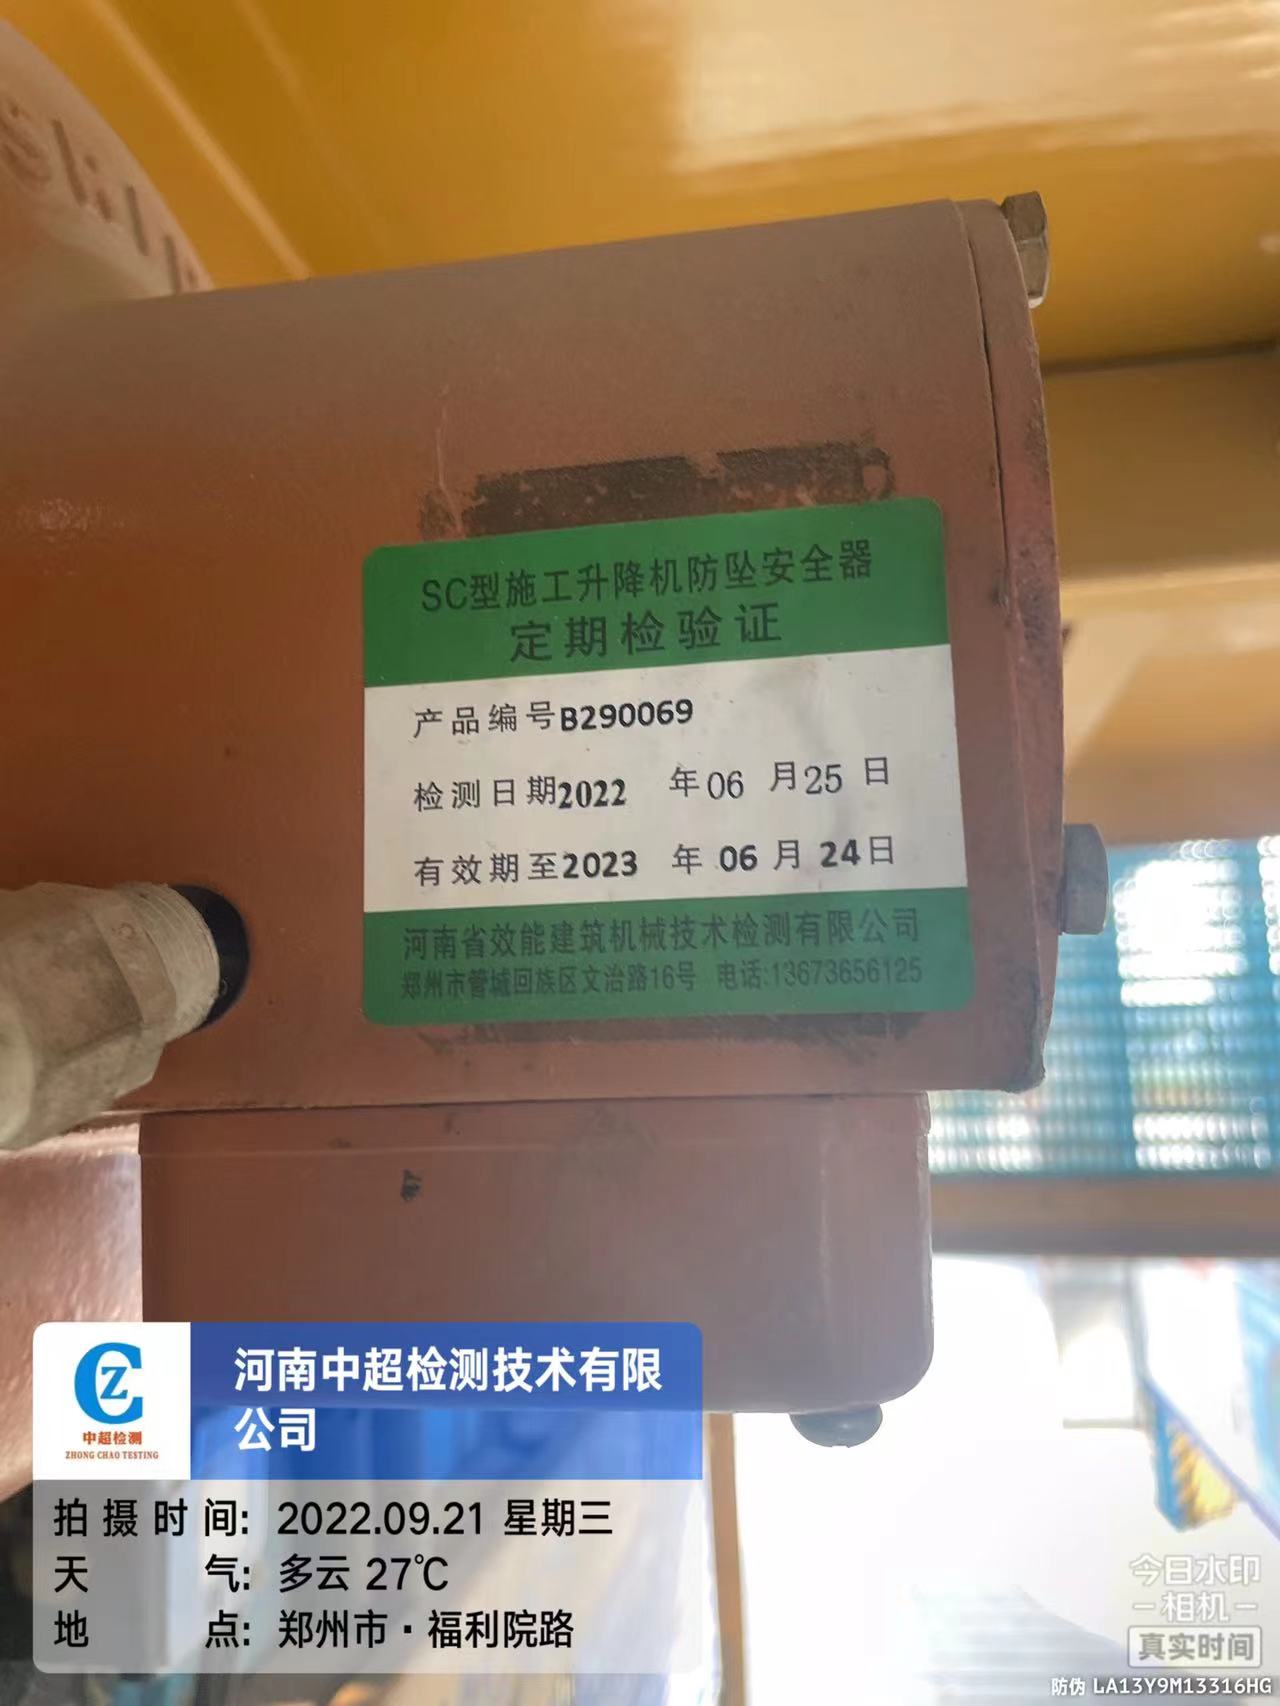 SC型施工升降机防坠安全器
定期检验证
产品编号B290069
检测日期2022 年06 月25 日
有效期至2023 年 06 月 24日
河南省效能建筑机械技术检测有限公司
郑州市管城回族区文治路16号 电话:13673656125
CZ
中超检测
ZHONG CHAO TESTING
河南中超检测技术有限
公司
拍摄时间: 2022.09.21 星期三
天 气: 多云 27℃
地 点: 郑州市·福利院路
今日水印
相机
真实时间
防伪 LA13Y9M13316HG